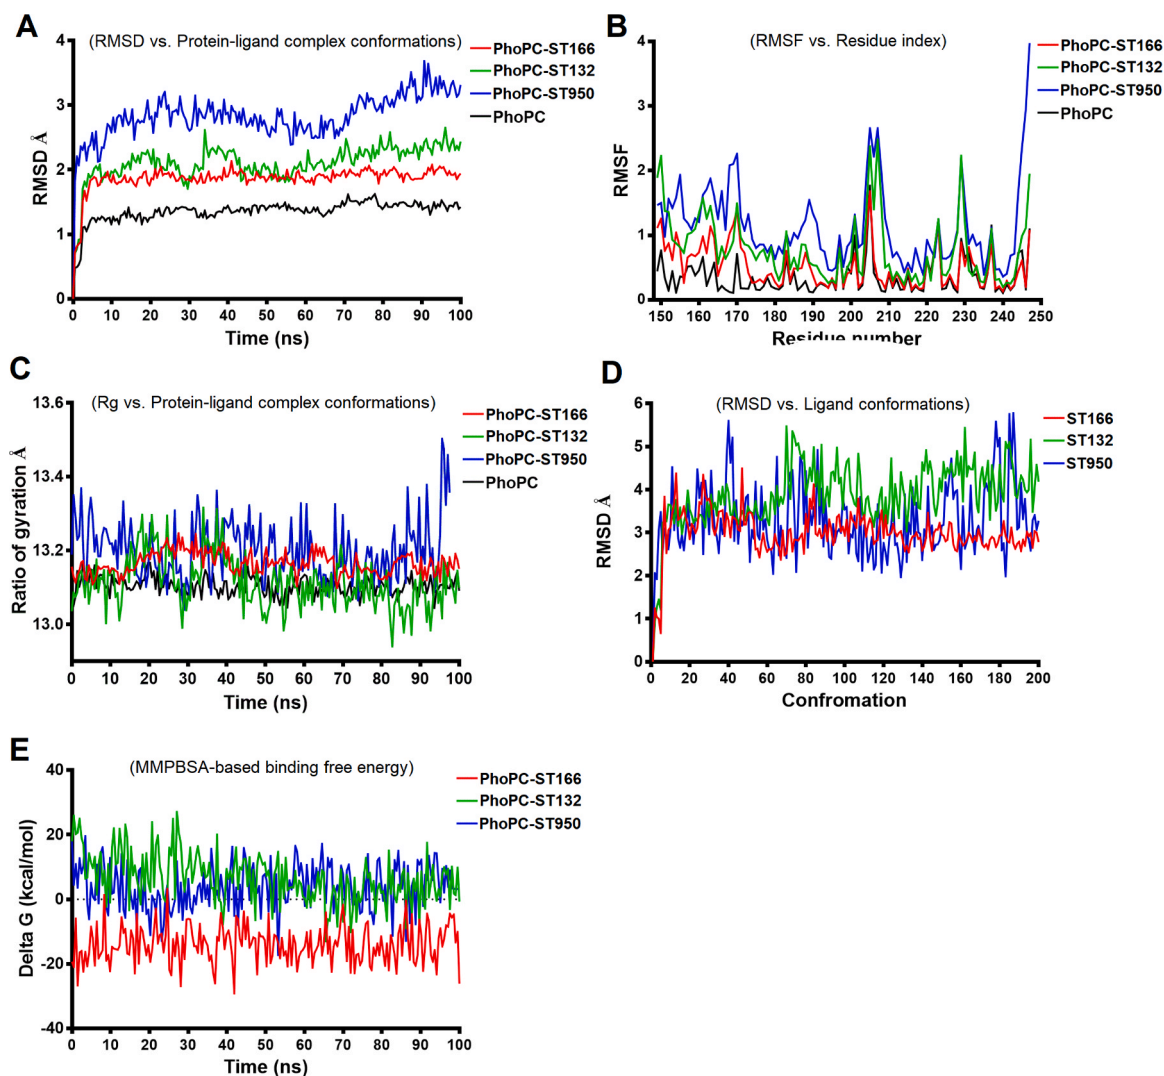 A
(RMSD vs. Protein-ligand complex conformations)
PhoPC-ST166
PhoPC-ST132
PhoPC-ST950
PhoPC
4
3
2
1
0
RMSD Å
0 10 20 30 40 50 60 70 80 90 100
Time (ns)
B
(RMSF vs. Residue index)
PhoPC-ST166
PhoPC-ST132
PhoPC-ST950
PhoPC
4
3
2
1
0
RMSF
150 160 170 180 190 200 210 220 230 240 250
Residue number
C
(Rg vs. Protein-ligand complex conformations)
PhoPC-ST166
PhoPC-ST132
PhoPC-ST950
PhoPC
13.6
13.4
13.2
13.0
Ratio of gyration Å
0 10 20 30 40 50 60 70 80 90 100
Time (ns)
D
(RMSD vs. Ligand conformations)
ST166
ST132
ST950
6
5
4
3
2
1
0
RMSD Å
0 20 40 60 80 100 120 140 160 180 200
Confromation
E
(MMPBSA-based binding free energy)
PhoPC-ST166
PhoPC-ST132
PhoPC-ST950
40
20
0
-20
-40
Delta G (kcal/mol)
0 10 20 30 40 50 60 70 80 90 100
Time (ns)